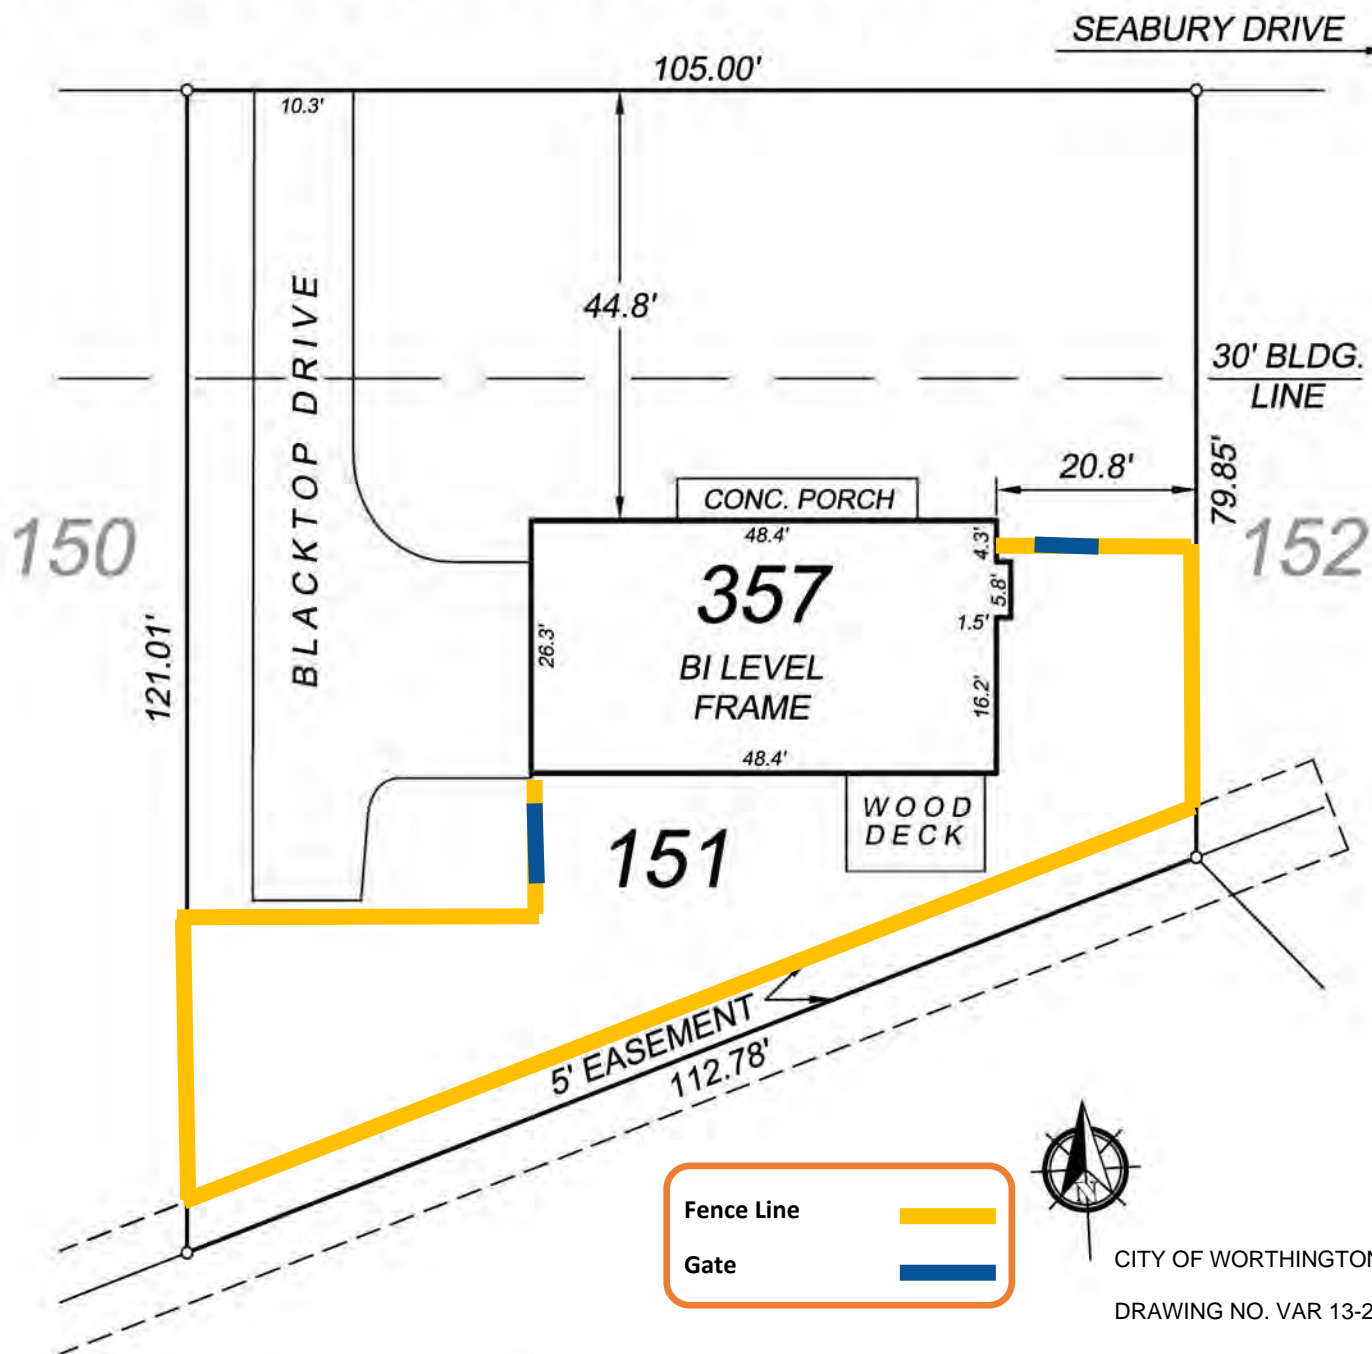 SEABURY DRIVE
105.00'
10.3'
44.8'
BLACKTOP DRIVE
30' BLDG.
LINE
20.8'
79.85'
CONC. PORCH
48.4'
4.3'
150
152
357
5.8'
1.5'
26.3'
121.01'
BI LEVEL
FRAME
16.2'
48.4'
WOOD
DECK
151
5' EASEMENT
112.78'
N
Fence Line
Gate
CITY OF WORTHINGTON
DRAWING NO. VAR 13-2